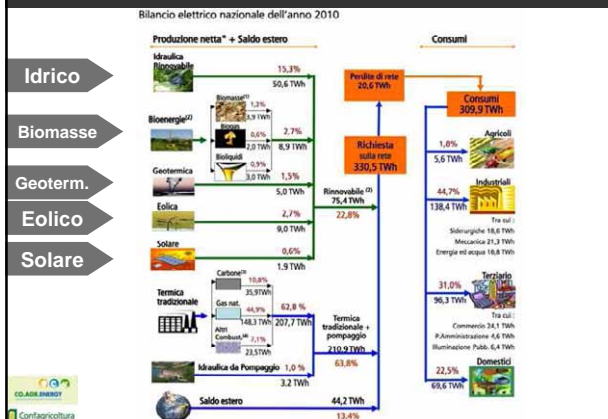 Bilancio elettrico nazionale dell'anno 2010
Produzione netta* + Saldo estero
Consumi
Idrico
Biomasse
Geoterm.
Eolico
Solare
Idraulica
Rinnovabile
15,3%
50,6 TWh
Bioenergie(2)
Biomasse(1)
1,2%
3,9 TWh
Biogas
0,6%
2,0 TWh
Bioliquidi
0,9%
3,0 TWh
2,7%
8,9 TWh
Geotermica
1,5%
5,0 TWh
Eolica
2,7%
9,0 TWh
Solare
0,6%
1.9 TWh
Rinnovabile (2)
75,4 TWh
22,8%
Termica
tradizionale
Carbone(3)
10,8%
35,9TWh
Gas nat.
44,9%
148,3 TWh
Altri
Combust.(4)
7,1%
23,5TWh
62,8 %
207,7 TWh
Idraulica da Pompaggio
1,0 %
3.2 TWh
Termica
tradizionale +
pompaggio
210,9TWh
63,8%
Saldo estero
44,2 TWh
13,4%
Perdite di rete
20,6 TWh
Richiesta
sulla rete
330,5 TWh
Consumi
309,9 TWh
Agricoli
1,8%
5,6 TWh
Industriali
44,7%
138,4 TWh
Tra cui :
Siderurgiche 18,6 TWh
Meccanica 21,3 TWh
Energia ed acqua 18,8 TWh
Terziario
31,0%
96,3 TWh
Tra cui :
Commercio 24,1 TWh
P.Amministrazione 4,6 TWh
Illuminazione Pubb. 6,4 TWh
Domestici
22,5%
69,6 TWh
CO.AGR.ENERGY
Confagricoltura